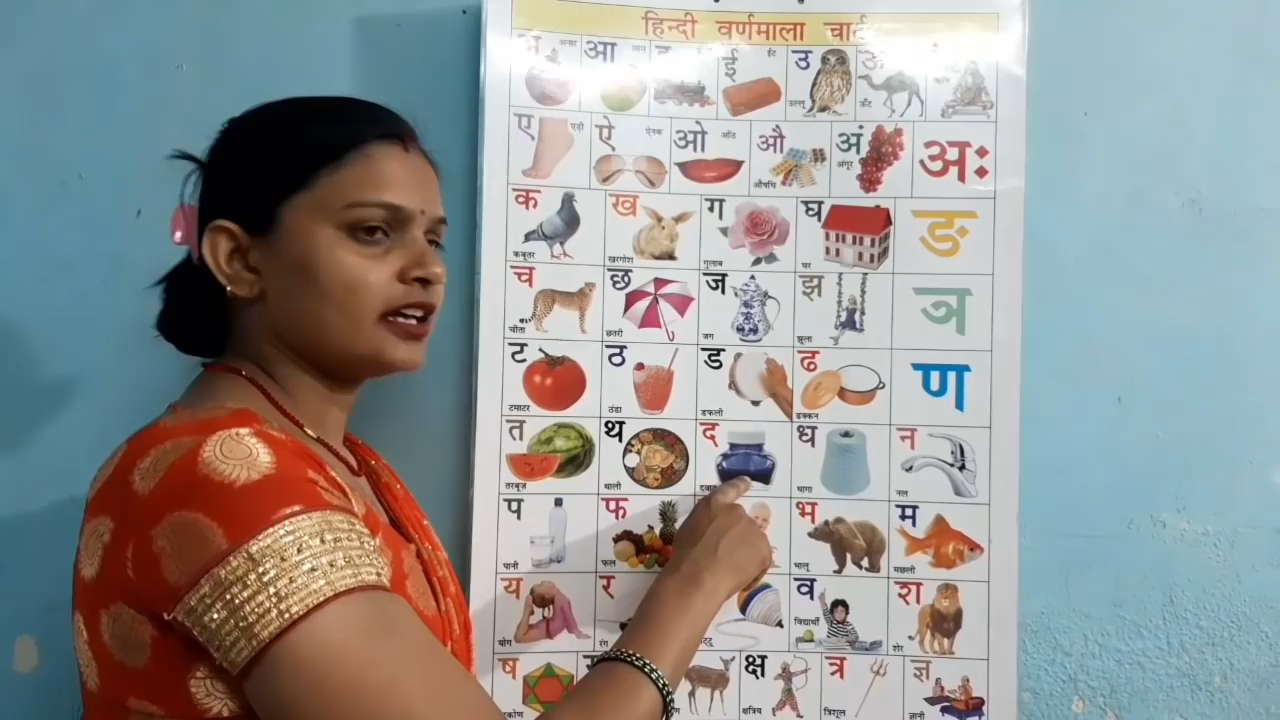 हिन्दी वर्णमाला चार्ट
आ उ
उल्लू ऊँट
ए एड़ी ऐ ऐनक ओ ओंठ औ अं अः
औषधि अंगूर
क ख ग घ ङ
कबूतर खरगोश गुलाब घर
च छ ज झ ञ
चीता छतरी जग झूला
ट ठ ड ढ ण
टमाटर ठंडा डफली ढक्कन
त थ द ध न
तरबूज थाली धागा नल
प फ भ म
पानी फल भालू मछली
य र व श
योग रंग विद्यार्थी शेर
ष क्ष त्र ज्ञ
क्षत्रिय त्रिशूल ज्ञानी